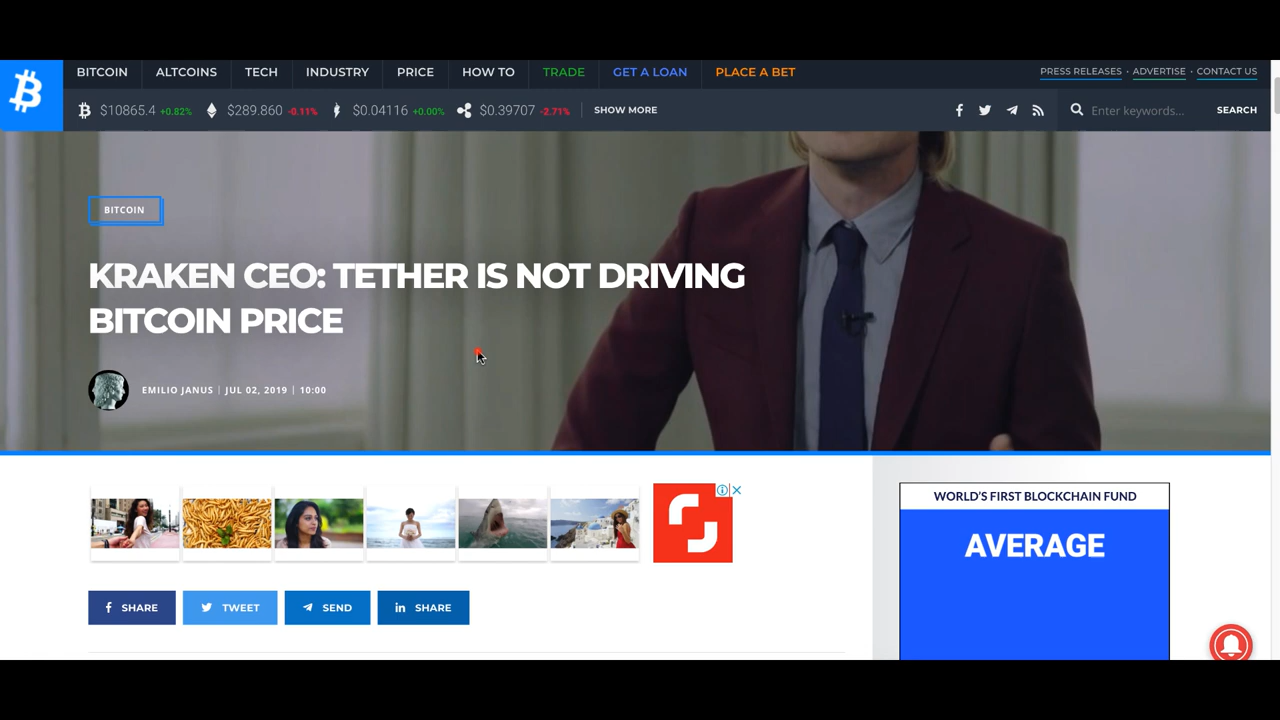 BITCOIN ALTCOINS TECH INDUSTRY PRICE HOW TO TRADE GET A LOAN PLACE A BET PRESS RELEASES · ADVERTISE · CONTACT US
$10865.4 +0.82% $289.860 -0.11% $0.04116 +0.00% $0.39707 -2.71% SHOW MORE Enter keywords... SEARCH
BITCOIN
KRAKEN CEO: TETHER IS NOT DRIVING
BITCOIN PRICE
EMILIO JANUS | JUL 02, 2019 | 10:00
WORLD'S FIRST BLOCKCHAIN FUND
AVERAGE
SHARE TWEET SEND SHARE